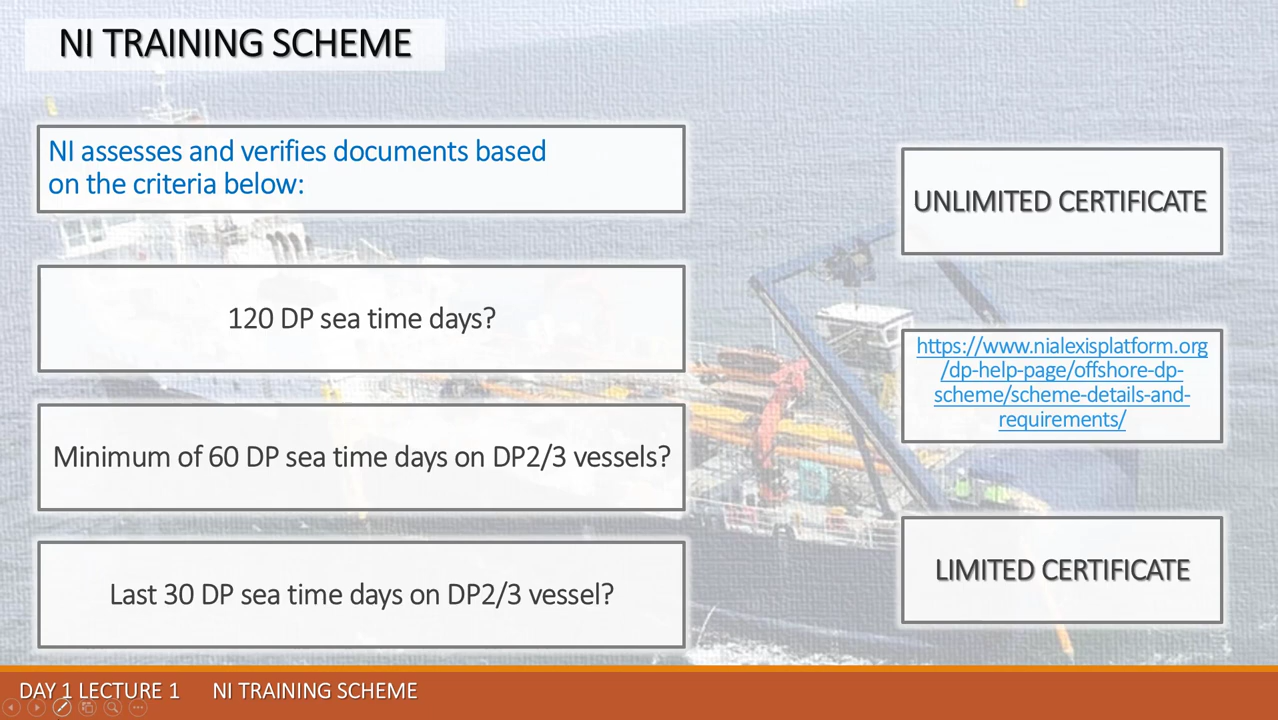 NI TRAINING SCHEME
NI assesses and verifies documents based
on the criteria below:
120 DP sea time days?
Minimum of 60 DP sea time days on DP2/3 vessels?
Last 30 DP sea time days on DP2/3 vessel?
UNLIMITED CERTIFICATE
https://www.nialexisplatform.org
/dp-help-page/offshore-dp-
scheme/scheme-details-and-
requirements/
LIMITED CERTIFICATE
DAY 1 LECTURE 1 NI TRAINING SCHEME